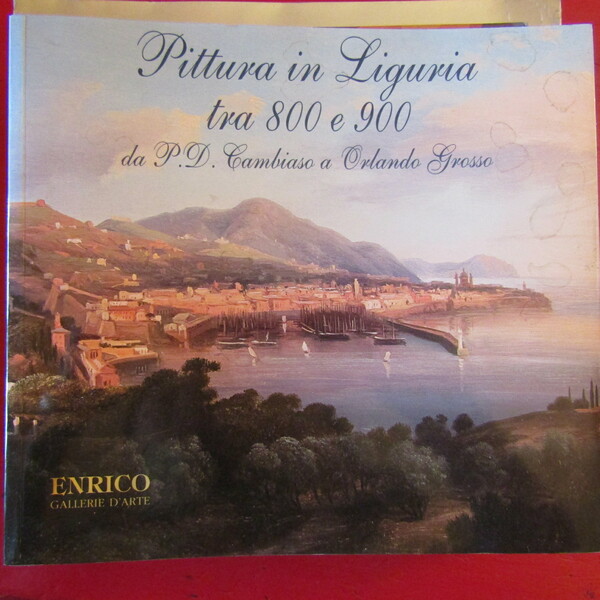 Pittura in Liguria
tra 800 e 900
da P.D. Cambiaso a Orlando Grosso
ENRICO
GALLERIE D'ARTE